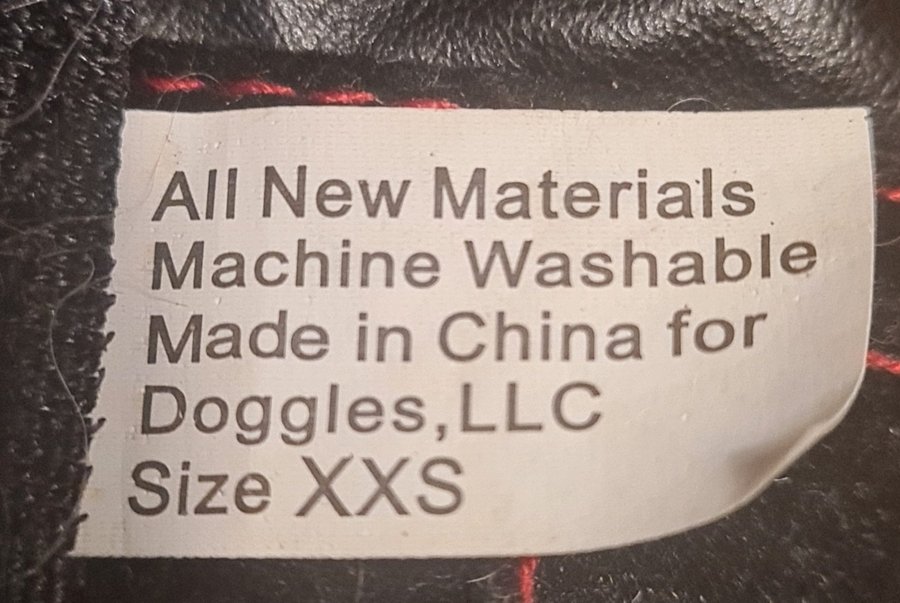 All New Materials
Machine Washable
Made in China for
Doggles,LLC
Size XXS